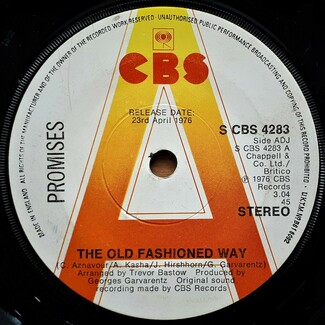 ALL RIGHTS OF THE MANUFACTURER AND OF THE OWNER OF THE RECORDED WORK RESERVED·UNAUTHORISED PUBLIC PERFORMANCE BROADCASTING AND COPYING OF THIS RECORD PROHIBITED
MADE IN ENGLAND
CBS
RELEASE DATE:
23rd April 1976
PROMISES
S CBS 4283
Side ADJ
S CBS 4283 A
Chappell &
Co. Ltd./
Britico
℗ 1976 CBS
Records
3.04
45
STEREO
THE OLD FASHIONED WAY
(C. Aznavour/A. Kasha/J. Hirshhorn/G. Garvarentz)
Arranged by Trevor Bastow Produced by
Georges Garvarentz Original sound
recording made by CBS Records